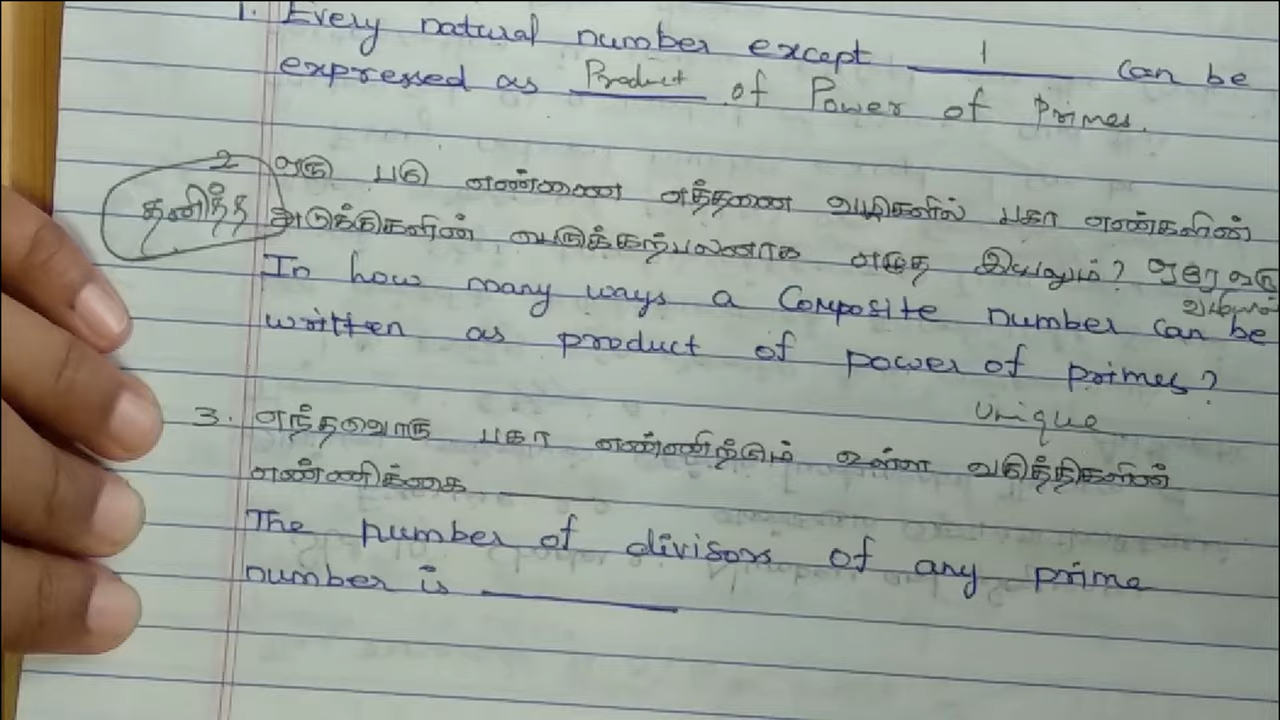 1. Every natural number except 1 can be
expressed as Product of Power of Primes.
2 ஒரு பகு எண்ணை எத்தனை வழிகளில் பகா எண்களின்
தனித்த அடுக்குகளின் பெருக்கற்பலனாக எழுத இயலும்? ஒரே ஒரு
வழியில்
In how many ways a Composite number can be
written as product of power of primes?
Unique
3. எந்தவொரு பகா எண்ணிற்கும் உள்ள வகுத்திகளின்
எண்ணிக்கை ______
The number of divisors of any prime
number is ______